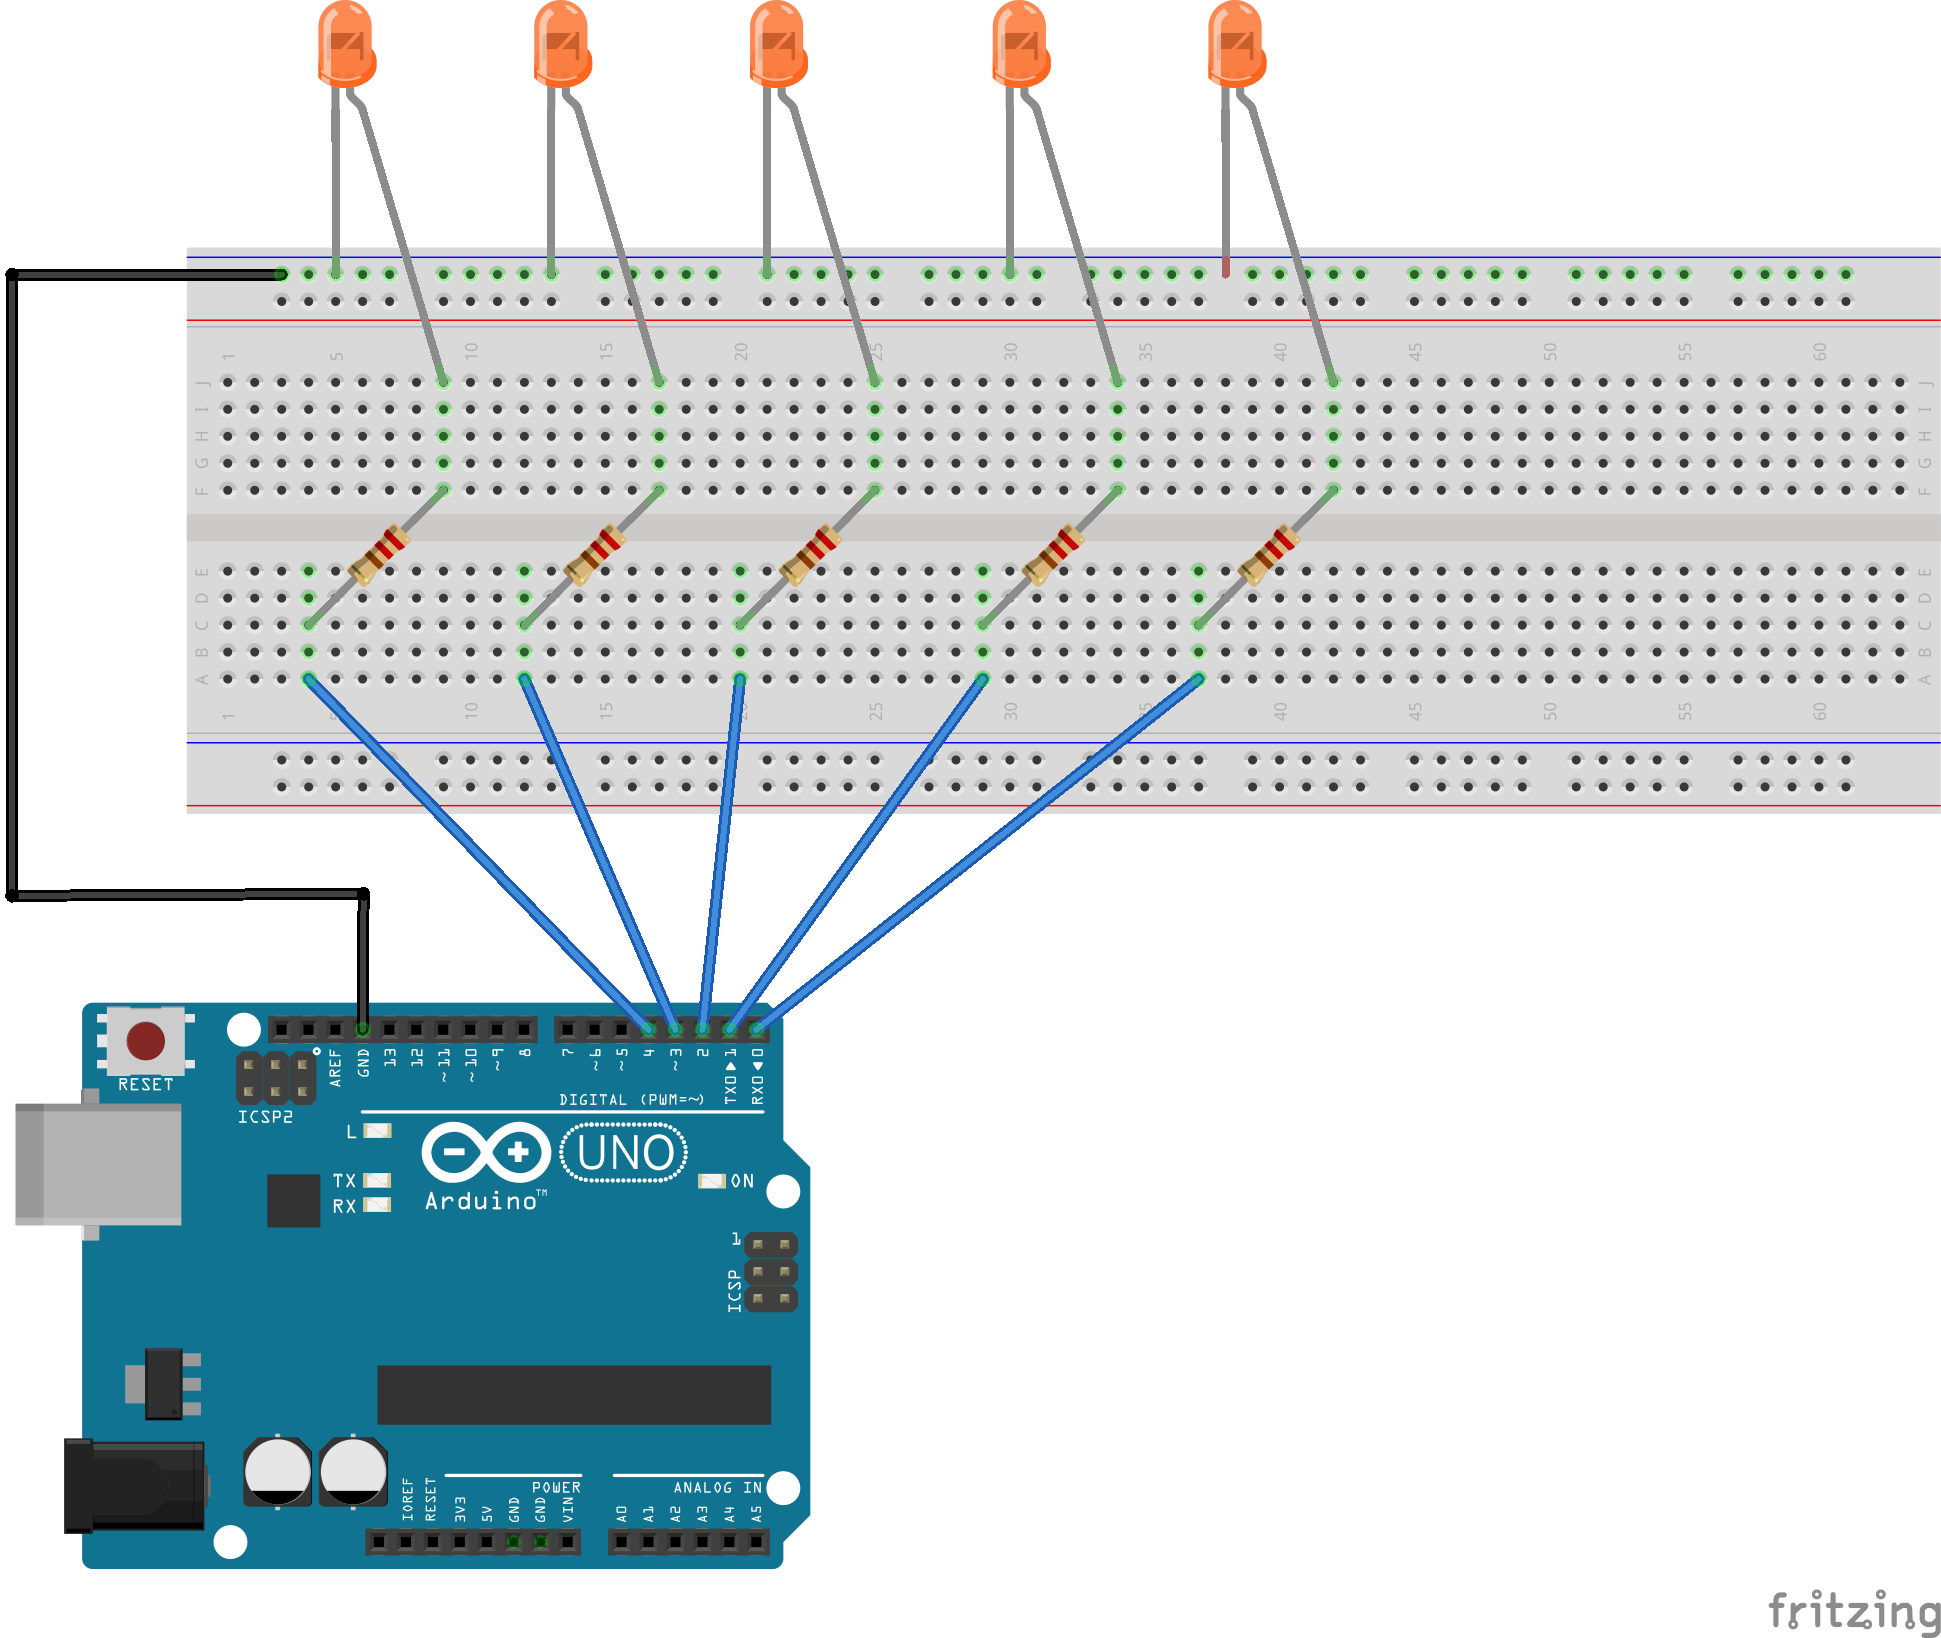 1 5 10 15 20 25 30 35 40 45 50 55 60
J J
I I
H H
G G
F F
E E
D D
C C
B B
A A
1 10 15 25 30 40 45 50 55 60
RESET
ICSP2
AREF GND 13 12 ~11 ~10 ~9 8 7 ~6 ~5 4 ~3 2 TX0▶1 RX0◀0
DIGITAL (PWM=~)
L
TX
RX
Arduino™
UNO
ON
1
ICSP
POWER
ANALOG IN
IOREF RESET 3V3 5V GND GND VIN A0 A1 A2 A3 A4 A5
fritzing